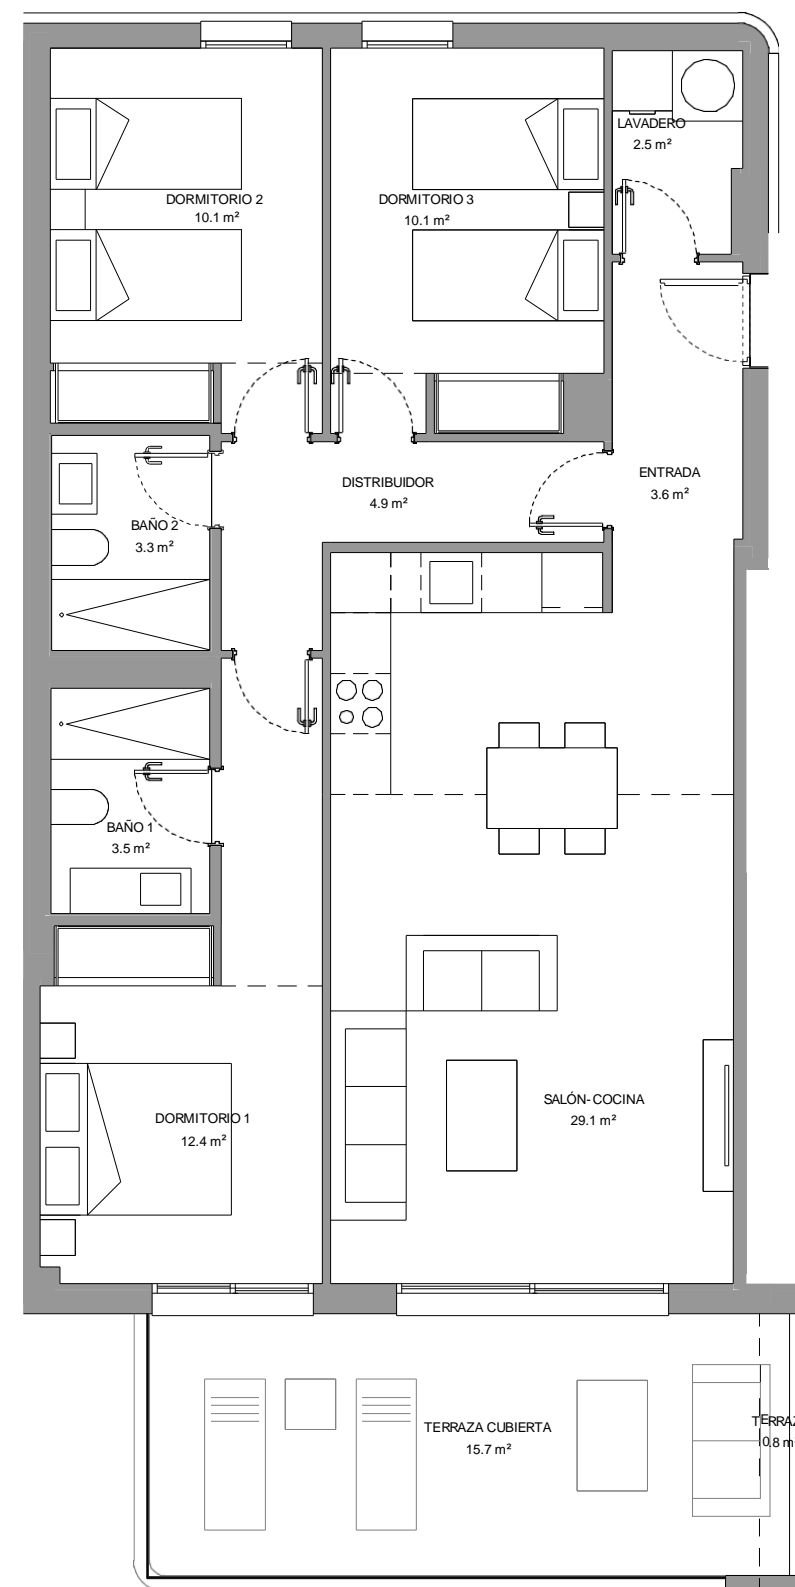 LAVADERO
2.5 m²
DORMITORIO 2
10.1 m²
DORMITORIO 3
10.1 m²
ENTRADA
3.6 m²
DISTRIBUIDOR
4.9 m²
BAÑO 2
3.3 m²
BAÑO 1
3.5 m²
SALÓN-COCINA
29.1 m²
DORMITORIO 1
12.4 m²
TERRAZA CUBIERTA
15.7 m²
0.8 m